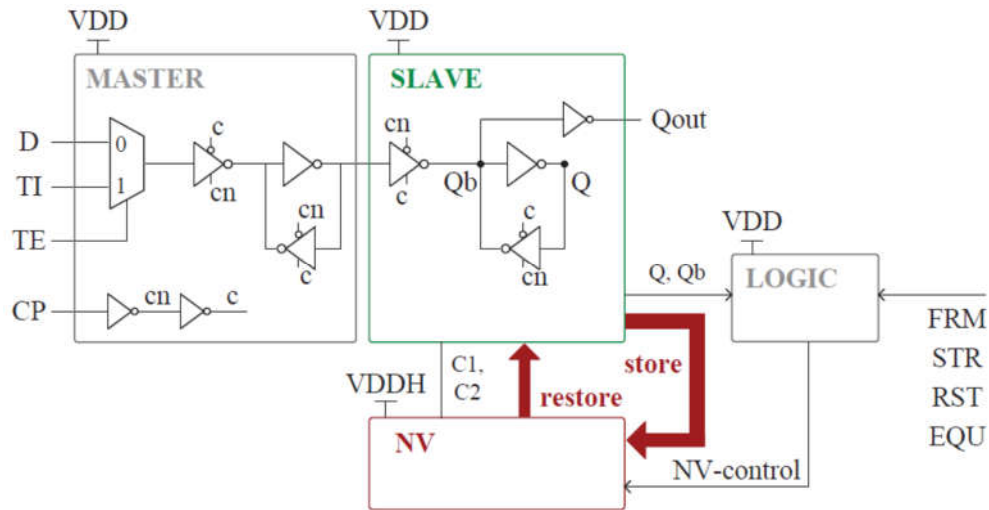 VDD
VDD
MASTER
SLAVE
c
cn
Qout
D
0
TI
1
cn
c
Qb
Q
cn
c
TE
c
cn
VDD
CP
cn
c
Q, Qb
LOGIC
FRM
C1,
C2
store
STR
VDDH
restore
RST
NV
EQU
NV-control